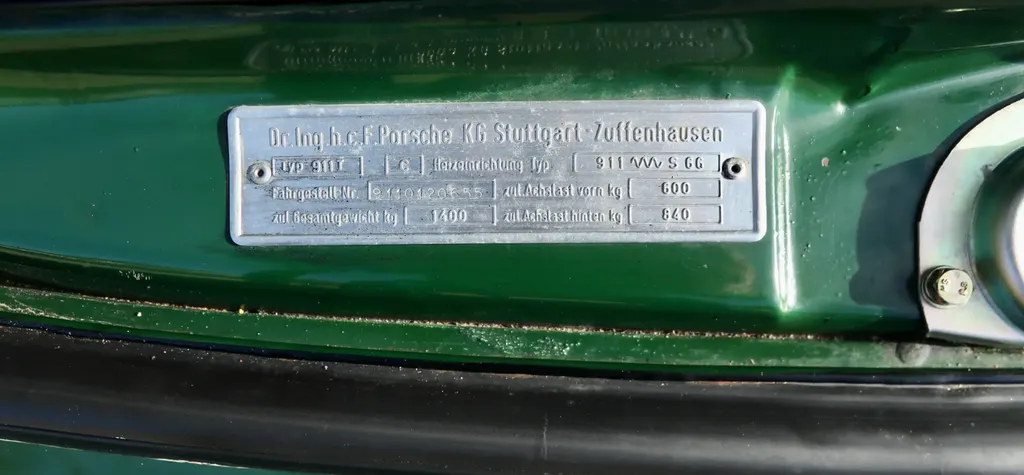 Dr. Ing. h. c. F. Porsche KG Stuttgart-Zuffenhausen
Typ 911T C Heizeinrichtung Typ 911 S 66
Fahrgestell Nr. zul. Achslast vorn kg 600
zul Gesamtgewicht kg 1400 zul. Achslast hinten kg 840